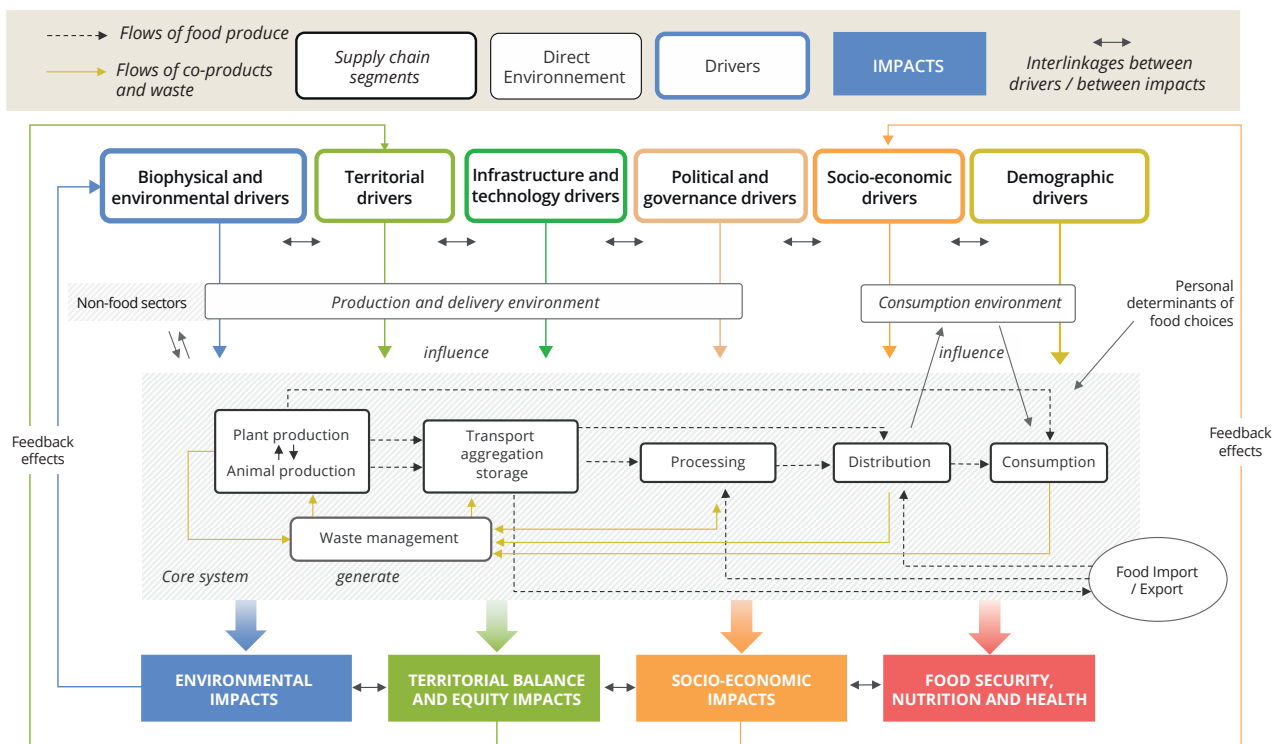 Flows of food produce
Flows of co-products
and waste
Supply chain
segments
Direct
Environnement
Drivers
IMPACTS
Interlinkages between
drivers / between impacts
Biophysical and
environmental drivers
Territorial
drivers
Infrastructure and
technology drivers
Political and
governance drivers
Socio-economic
drivers
Demographic
drivers
Non-food sectors
Production and delivery environment
Consumption environment
Personal
determinants of
food choices
influence
influence
Plant production
Animal production
Transport
aggregation
storage
Processing
Distribution
Consumption
Feedback
effects
Feedback
effects
Waste management
Core system
generate
Food Import
/ Export
ENVIRONMENTAL
IMPACTS
TERRITORIAL BALANCE
AND EQUITY IMPACTS
SOCIO-ECONOMIC
IMPACTS
FOOD SECURITY,
NUTRITION AND HEALTH